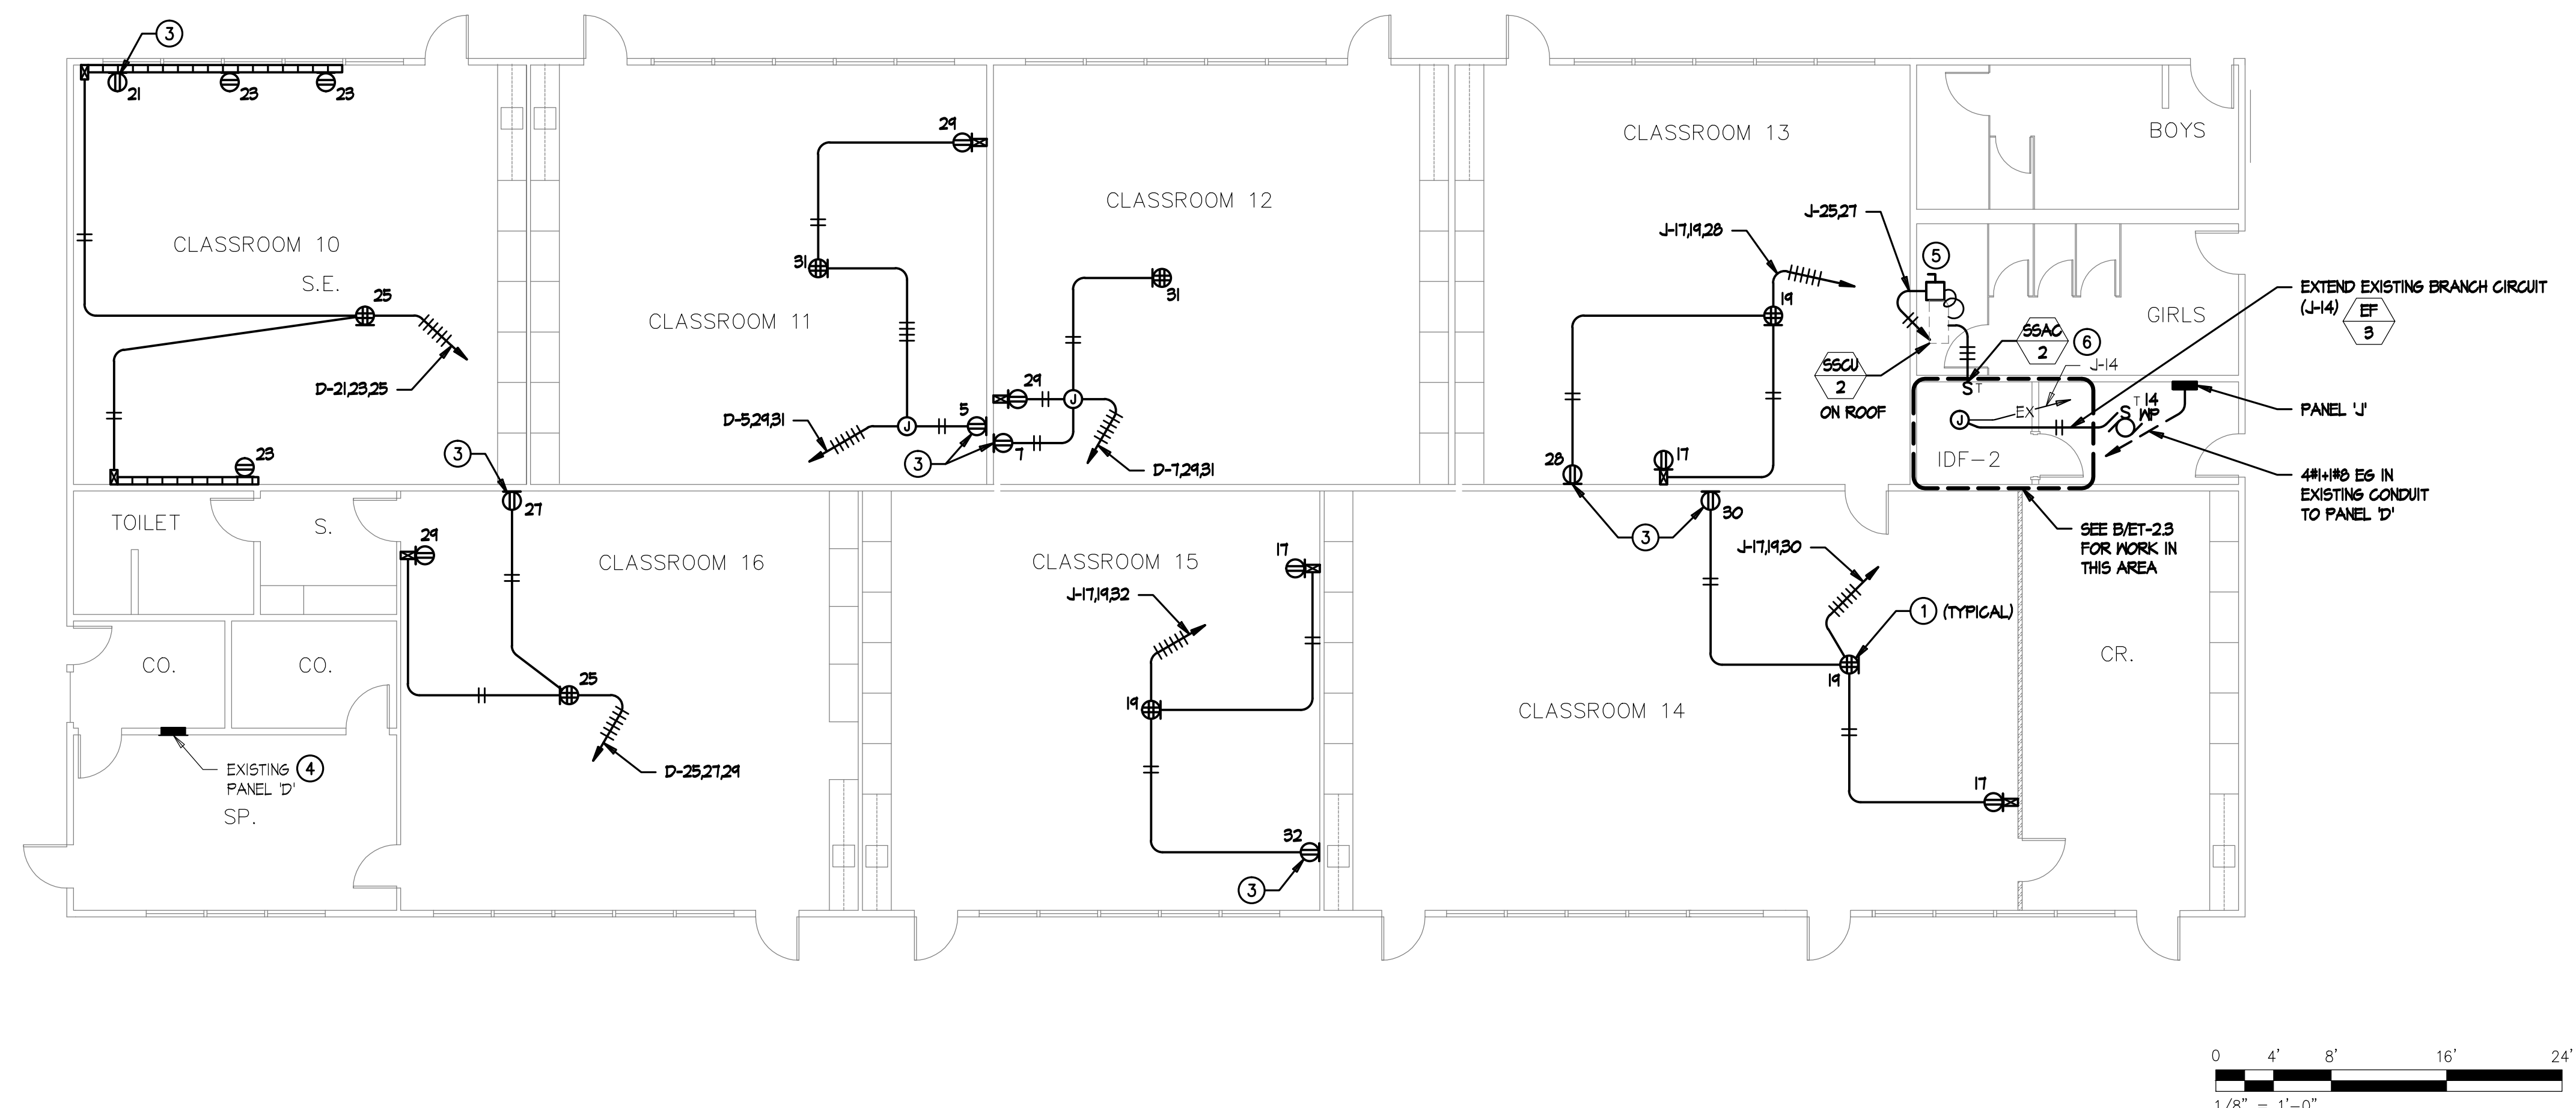 3
21
23
23
CLASSROOM 10
S.E.
25
D-21,23,25
23
29
31
CLASSROOM 11
D-5,29,31
J
5
3
CLASSROOM 12
31
29
J
7
D-7,29,31
CLASSROOM 13
J-17,19,28
19
28
17
3
J-25,27
5
BOYS
GIRLS
SSAC
2
6
SSCU
2
ON ROOF
EXTEND EXISTING BRANCH CIRCUIT
(J-14)
EF
3
J-14
S T
J
EX
S T 14
WP
IDF-2
PANEL 'J'
4#1+1#8 EG IN
EXISTING CONDUIT
TO PANEL 'D'
SEE B/ET-2.3
FOR WORK IN
THIS AREA
TOILET
S.
3
27
29
CLASSROOM 16
25
D-25,27,29
CO.
CO.
EXISTING 4
PANEL 'D'
SP.
CLASSROOM 15
17
J-17,19,32
19
32
3
30
J-17,19,30
1 (TYPICAL)
19
CLASSROOM 14
17
CR.
0 4' 8' 16' 24'
1/8" = 1'-0"